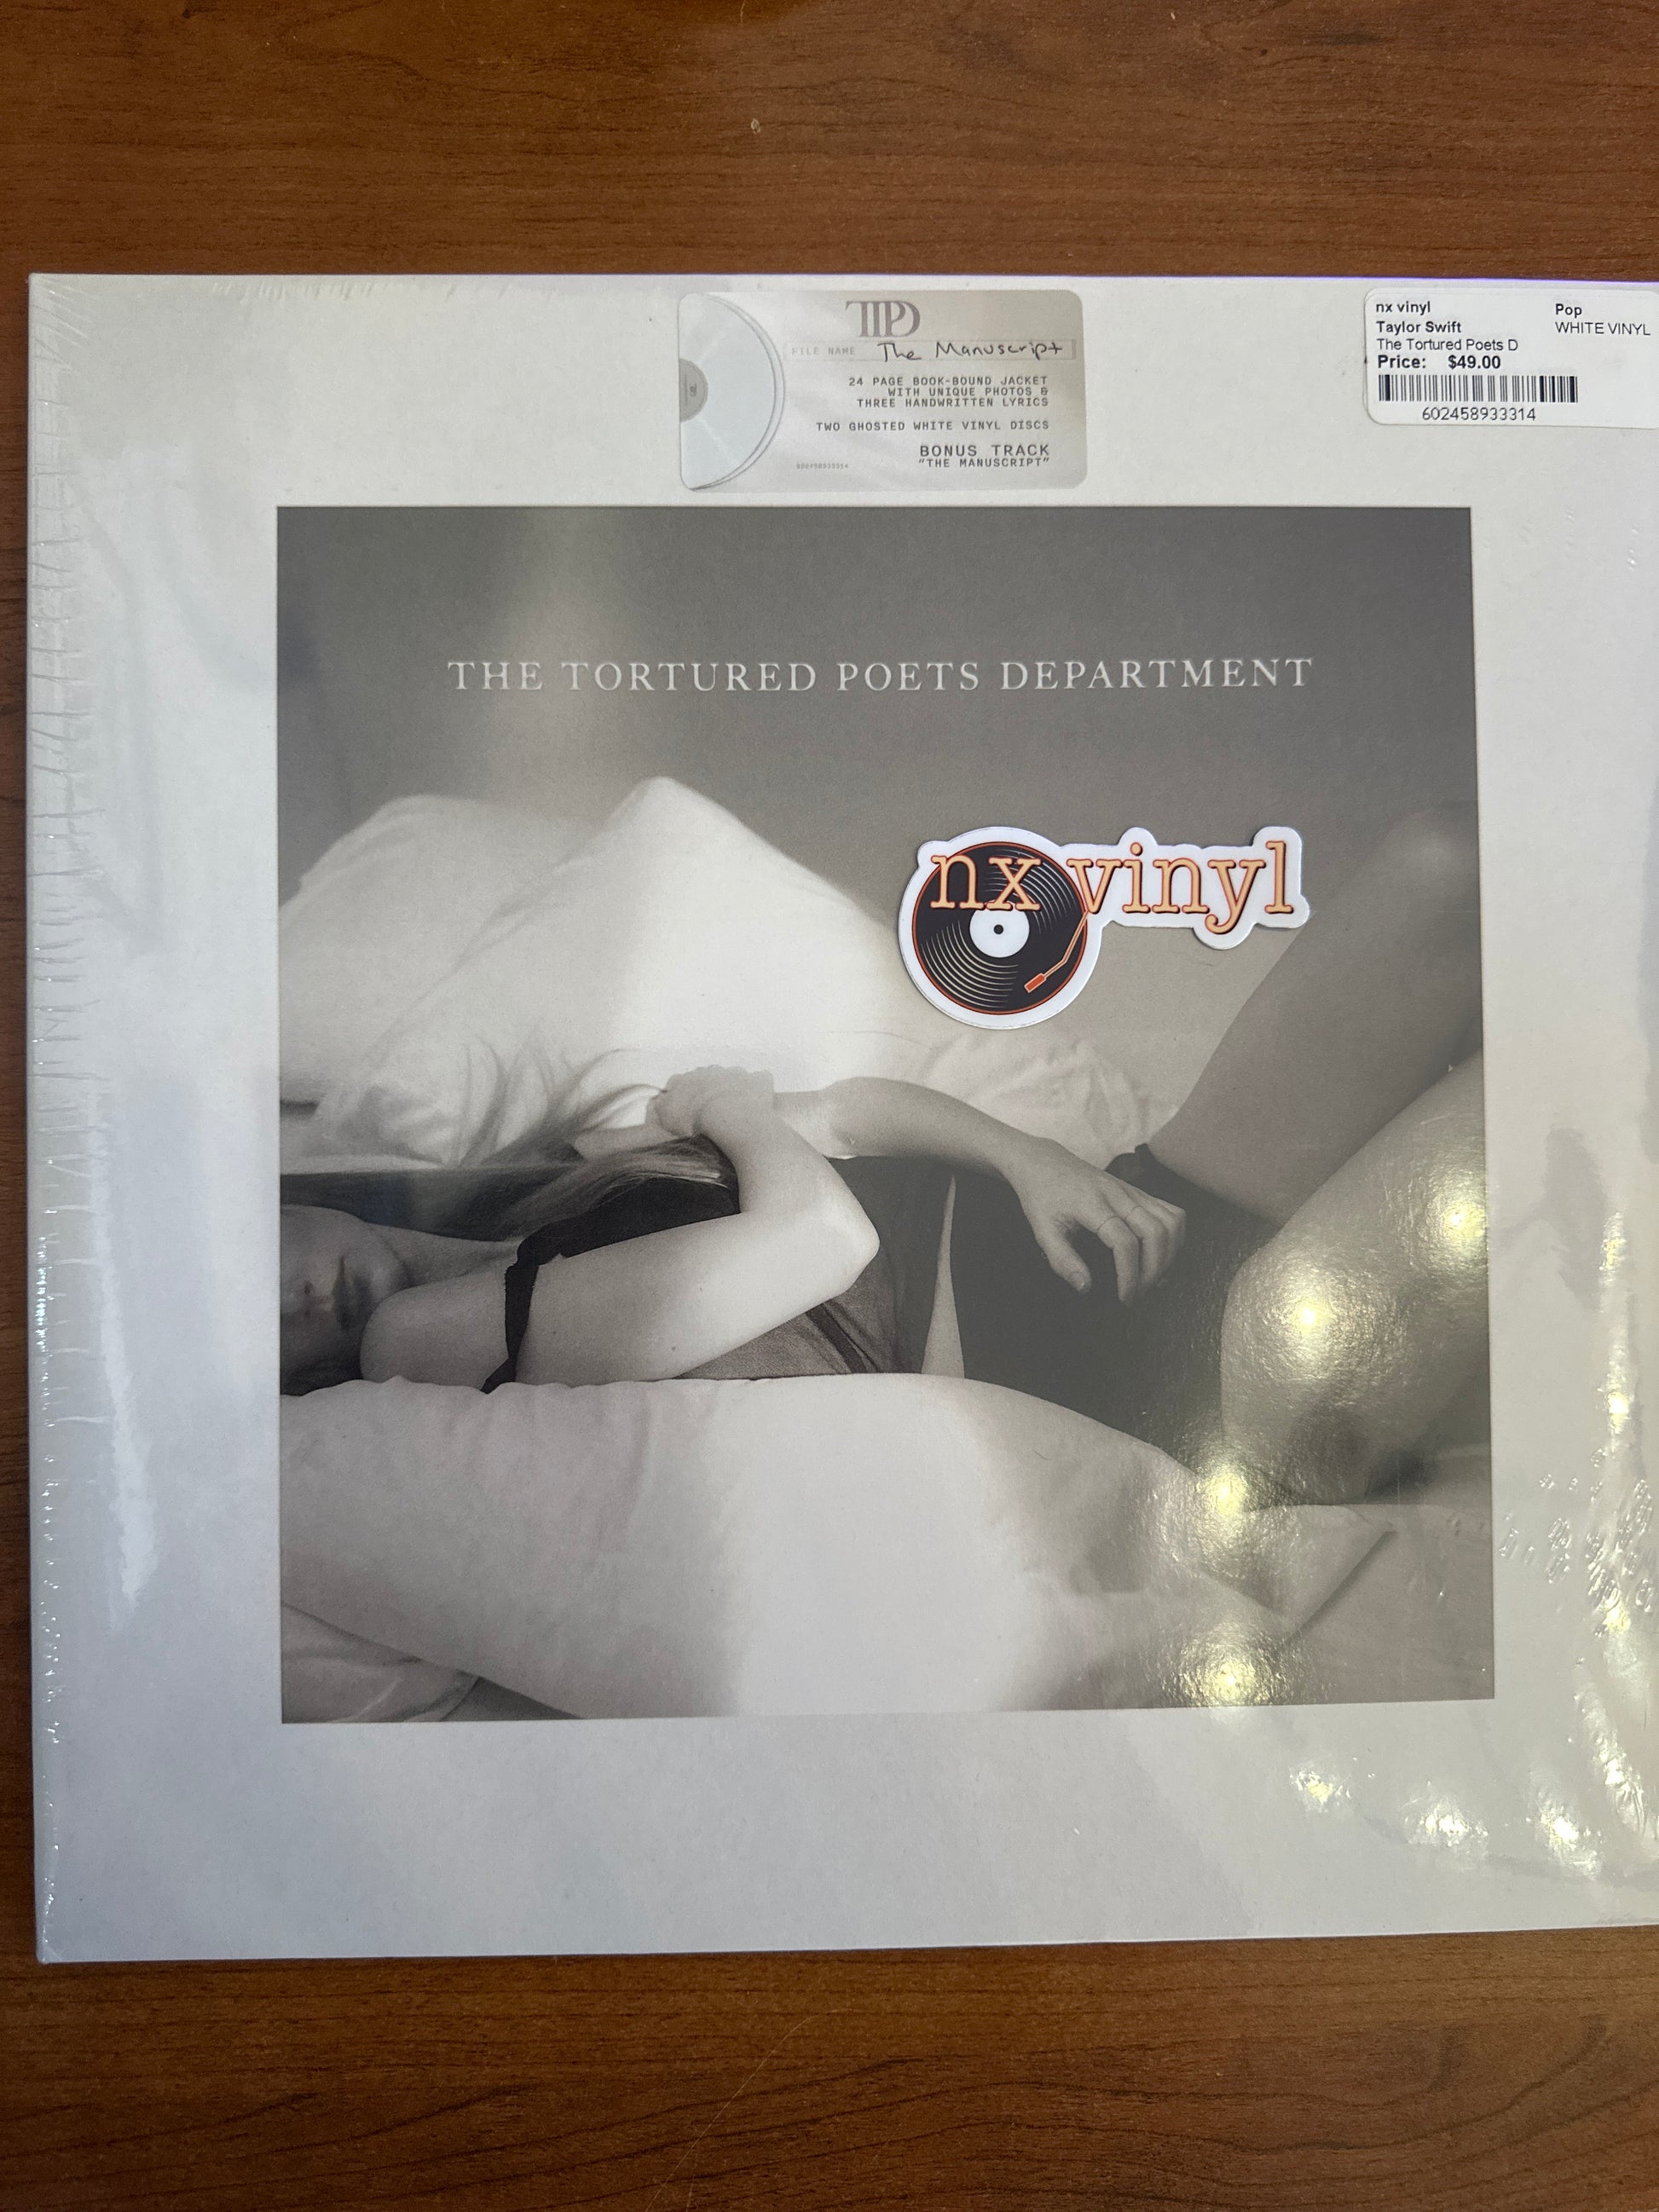 TTPD
FILE NAME The Manuscript
24 PAGE BOOK-BOUND JACKET
WITH UNIQUE PHOTOS &
THREE HANDWRITTEN LYRICS
TWO GHOSTED WHITE VINYL DISCS
BONUS TRACK
"THE MANUSCRIPT"
nx vinyl Pop
Taylor Swift WHITE VINYL
The Tortured Poets D
Price: $49.00
602458933314
THE TORTURED POETS DEPARTMENT
nx vinyl